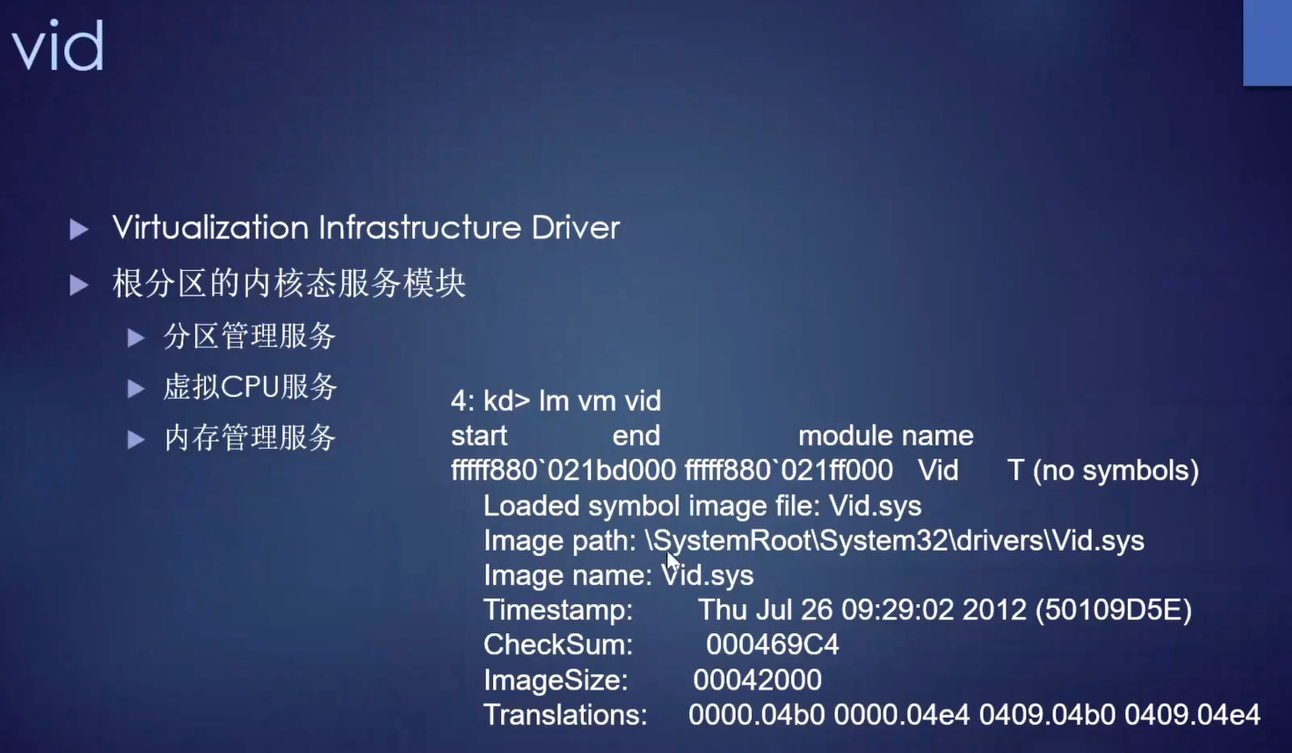 vid
Virtualization Infrastructure Driver
根分区的内核态服务模块
分区管理服务
虚拟CPU服务
内存管理服务
4: kd> lm vm vid
start end module name
fffff880`021bd000 fffff880`021ff000 Vid T (no symbols)
Loaded symbol image file: Vid.sys
Image path: \SystemRoot\System32\drivers\Vid.sys
Image name: Vid.sys
Timestamp: Thu Jul 26 09:29:02 2012 (50109D5E)
CheckSum: 000469C4
ImageSize: 00042000
Translations: 0000.04b0 0000.04e4 0409.04b0 0409.04e4